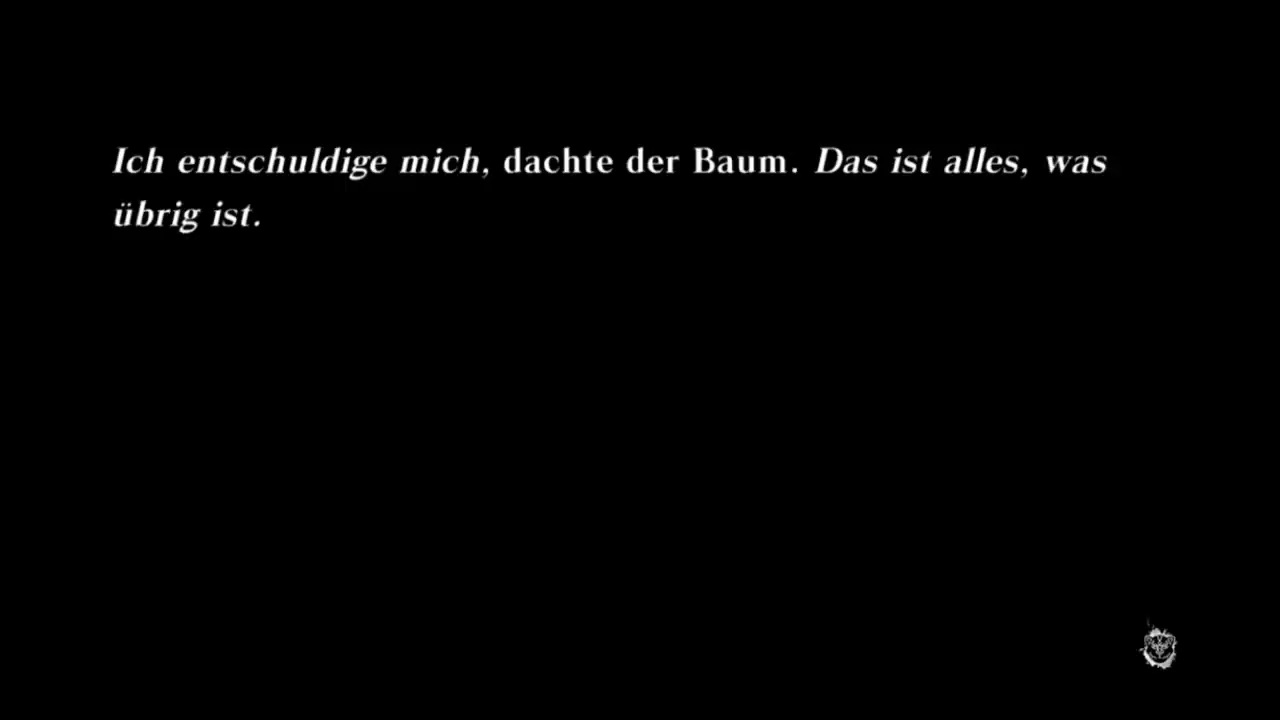 Ich entschuldige mich, dachte der Baum. Das ist alles, was
übrig ist.